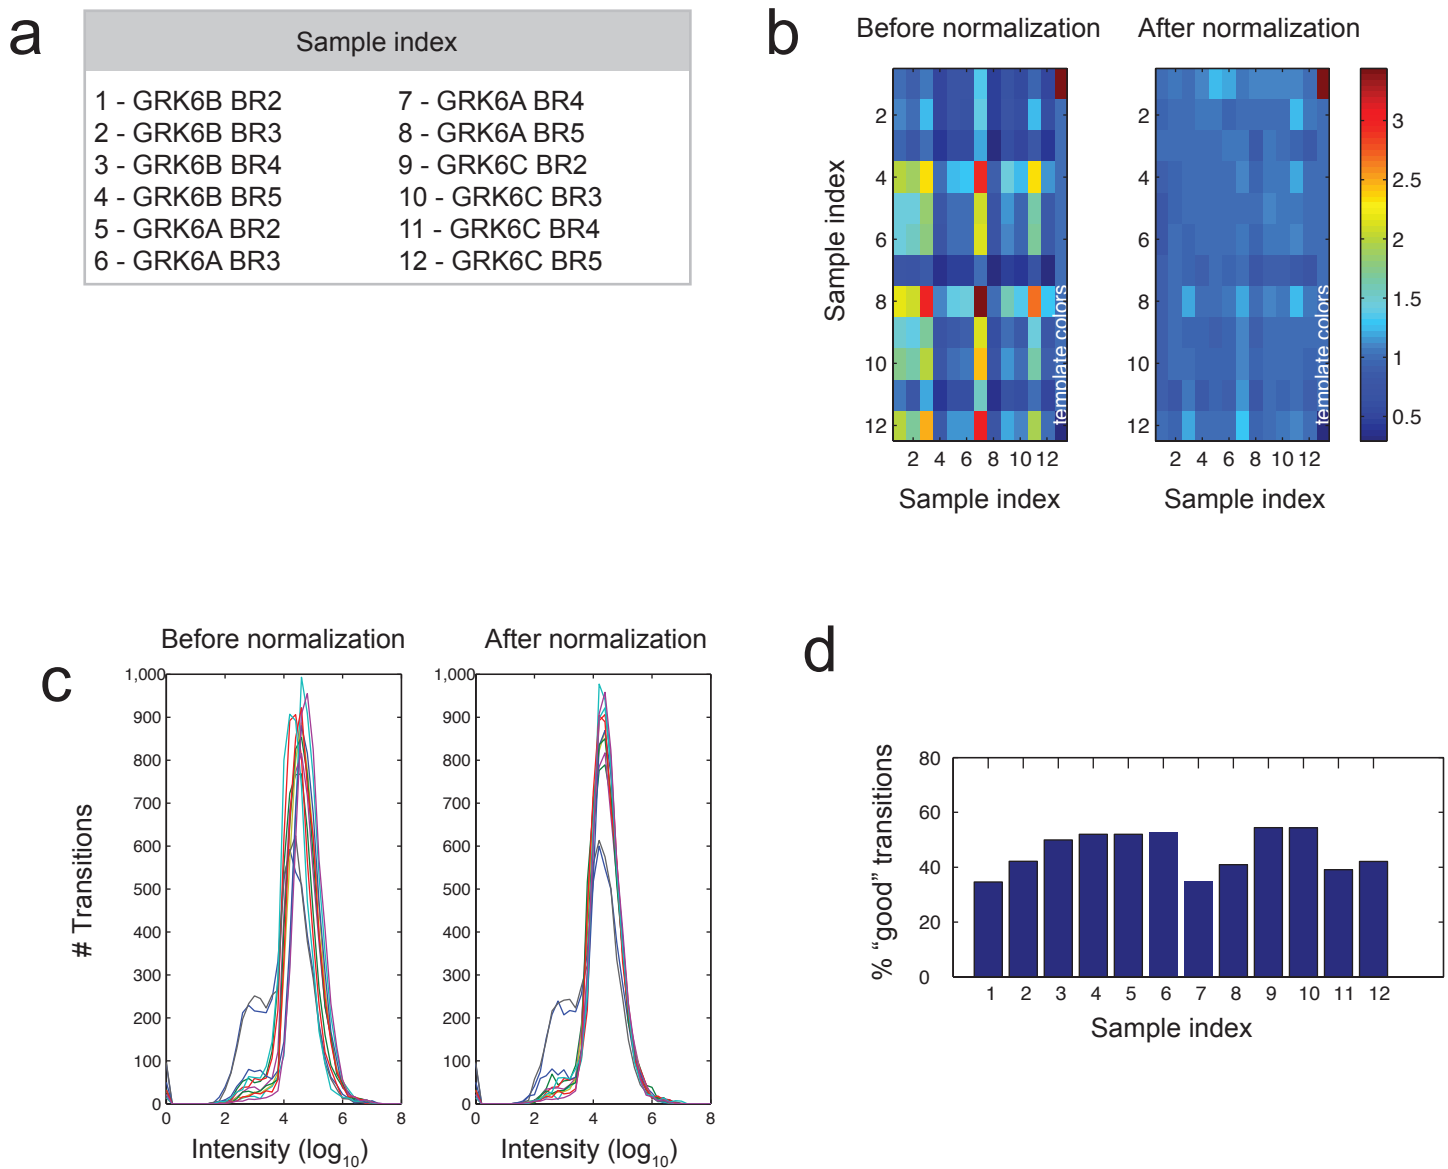 a
Sample index
1 - GRK6B BR2
2 - GRK6B BR3
3 - GRK6B BR4
4 - GRK6B BR5
5 - GRK6A BR2
6 - GRK6A BR3
7 - GRK6A BR4
8 - GRK6A BR5
9 - GRK6C BR2
10 - GRK6C BR3
11 - GRK6C BR4
12 - GRK6C BR5
b
Before normalization
After normalization
Sample index
2
4
6
8
10
12
template colors
2 4 6 8 10 12
Sample index
2
4
6
8
10
12
template colors
2 4 6 8 10 12
Sample index
3
2.5
2
1.5
1
0.5
c
Before normalization
After normalization
# Transitions
1,000
900
800
700
600
500
400
300
200
100
0
0 2 4 6 8
Intensity (log10)
1,000
900
800
700
600
500
400
300
200
100
0
0 2 4 6 8
Intensity (log10)
d
% “good” transitions
80
60
40
20
0
1 2 3 4 5 6 7 8 9 10 11 12
Sample index